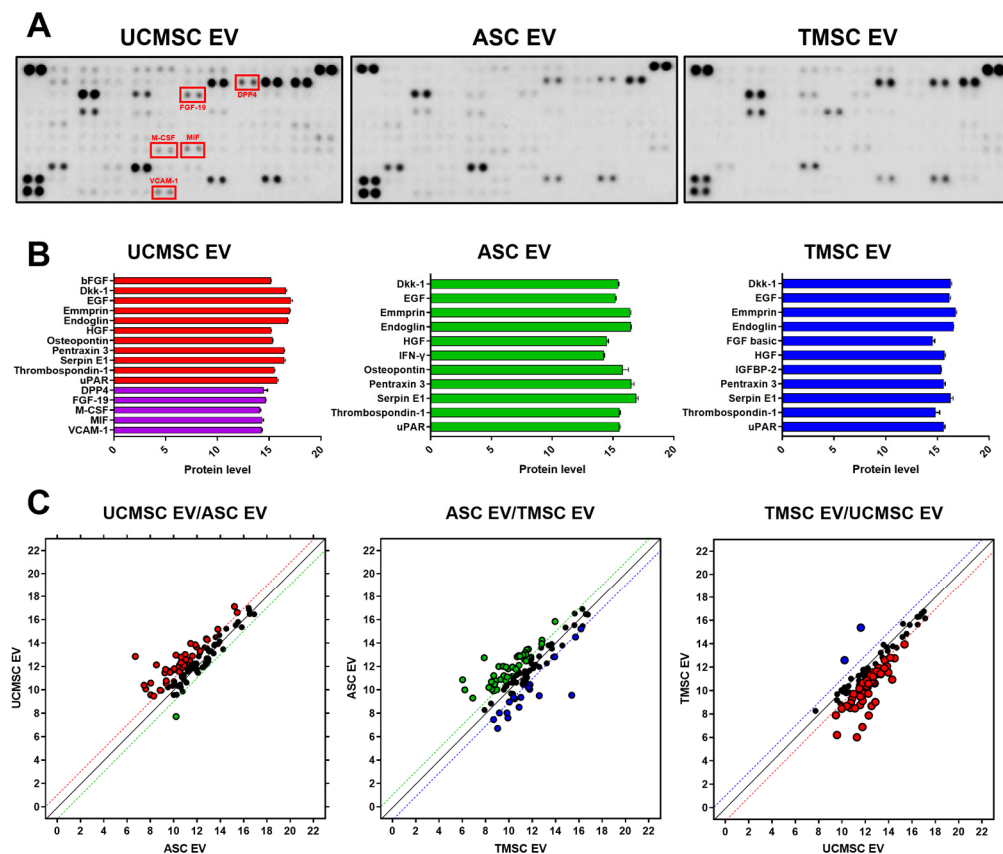 A
UCMSC EV
ASC EV
TMSC EV
DPP4
FGF-19
M-CSF
MIF
VCAM-1
B
UCMSC EV
bFGF
Dkk-1
EGF
Emmprin
Endoglin
HGF
Osteopontin
Pentraxin 3
Serpin E1
Thrombospondin-1
uPAR
DPP4
FGF-19
M-CSF
MIF
VCAM-1
0 5 10 15 20
Protein level
ASC EV
Dkk-1
EGF
Emmprin
Endoglin
HGF
IFN-γ
Osteopontin
Pentraxin 3
Serpin E1
Thrombospondin-1
uPAR
0 5 10 15 20
Protein level
TMSC EV
Dkk-1
EGF
Emmprin
Endoglin
FGF basic
HGF
IGFBP-2
Pentraxin 3
Serpin E1
Thrombospondin-1
uPAR
0 5 10 15 20
Protein level
C
UCMSC EV/ASC EV
UCMSC EV
22
20
18
16
14
12
10
8
6
4
2
0
0 2 4 6 8 10 12 14 16 18 20 22
ASC EV
ASC EV/TMSC EV
ASC EV
22
20
18
16
14
12
10
8
6
4
2
0
0 2 4 6 8 10 12 14 16 18 20 22
TMSC EV
TMSC EV/UCMSC EV
TMSC EV
22
20
18
16
14
12
10
8
6
4
2
0
0 2 4 6 8 10 12 14 16 18 20 22
UCMSC EV